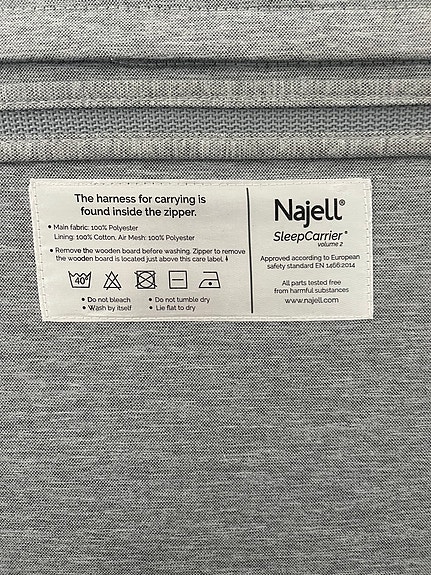 The harness for carrying is
found inside the zipper.
• Main fabric: 100% Polyester
Lining: 100% Cotton, Air Mesh: 100% Polyester
• Remove the wooden board before washing. Zipper to remove
the wooden board is located just above this care label.
40°
• Do not bleach
• Do not tumble dry
• Wash by itself
• Lie flat to dry
Najell®
SleepCarrier®
volume 2
Approved according to European
safety standard EN 1466:2014
All parts tested free
from harmful substances
www.najell.com